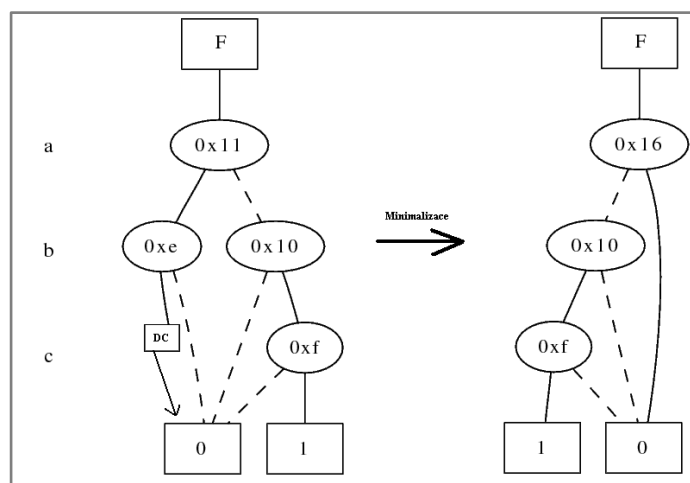 F F
a 0x11 0x16
Minimalizace
b 0xe 0x10 0x10
DC
c 0xf 0xf
0 1 1 0